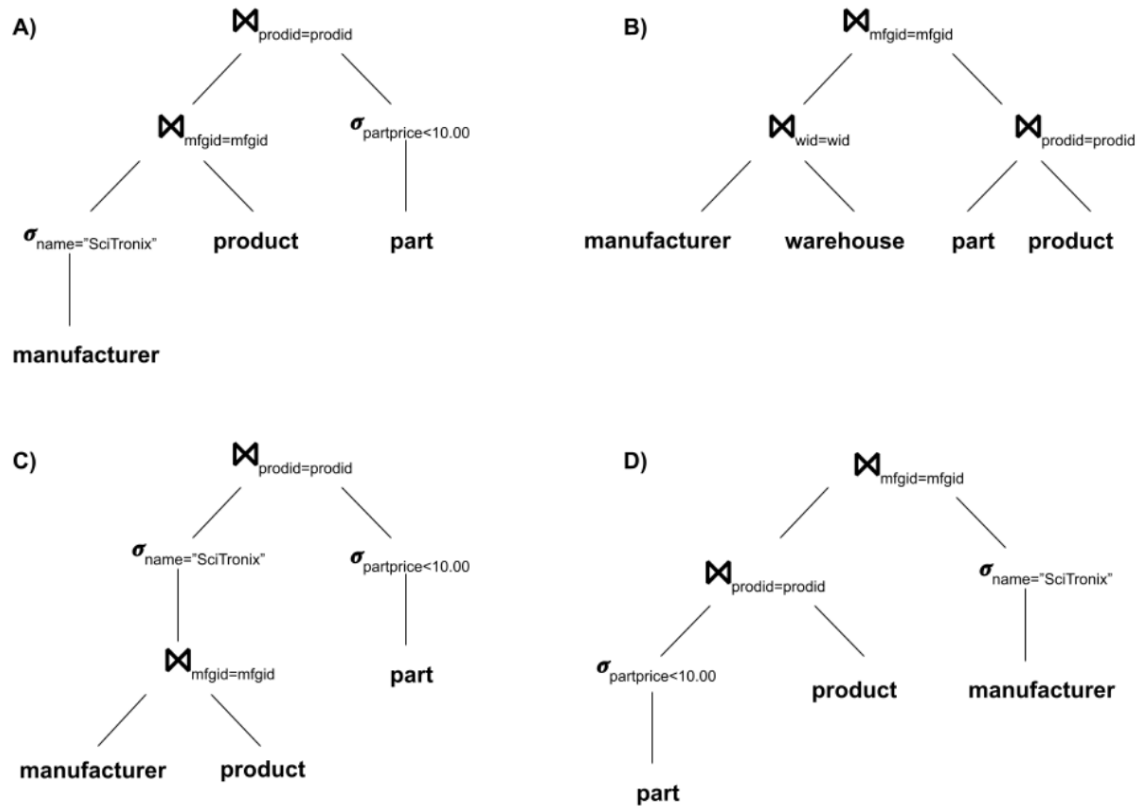 A)
⋈prodid=prodid
⋈mfgid=mfgid
σpartprice<10.00
σname="SciTronix"
product
part
manufacturer
B)
⋈mfgid=mfgid
⋈wid=wid
⋈prodid=prodid
manufacturer
warehouse
part
product
C)
⋈prodid=prodid
σname="SciTronix"
σpartprice<10.00
⋈mfgid=mfgid
part
manufacturer
product
D)
⋈mfgid=mfgid
⋈prodid=prodid
σname="SciTronix"
σpartprice<10.00
product
manufacturer
part